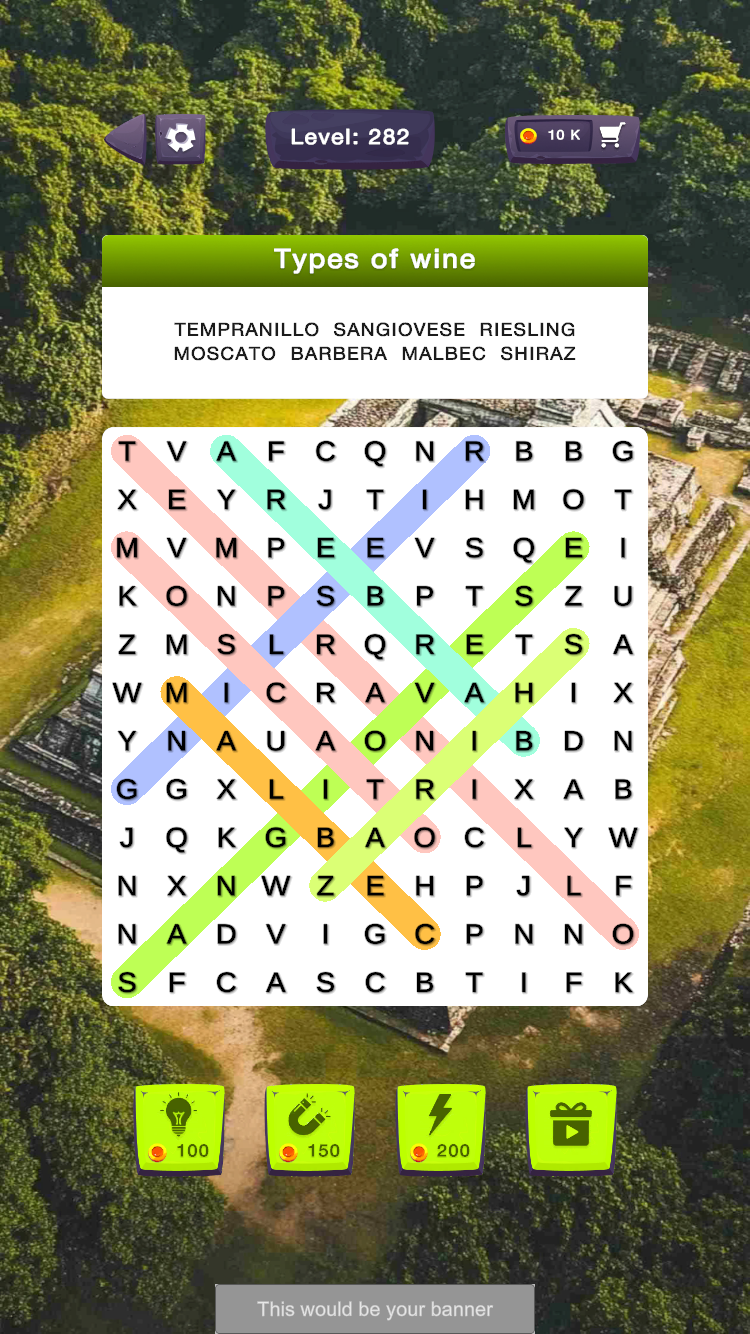 Level: 282
10 K
Types of wine
TEMPRANILLO SANGIOVESE RIESLING
MOSCATO BARBERA MALBEC SHIRAZ
T V A F C Q N R B B G
X E Y R J T I H M O T
M V M P E E V S Q E I
K O N P S B P T S Z U
Z M S L R Q R E T S A
W M I C R A V A H I X
Y N A U A O N I B D N
G G X L I T R I X A B
J Q K G B A O C L Y W
N X N W Z E H P J L F
N A D V I G C P N N O
S F C A S C B T I F K
100 150 200
This would be your banner